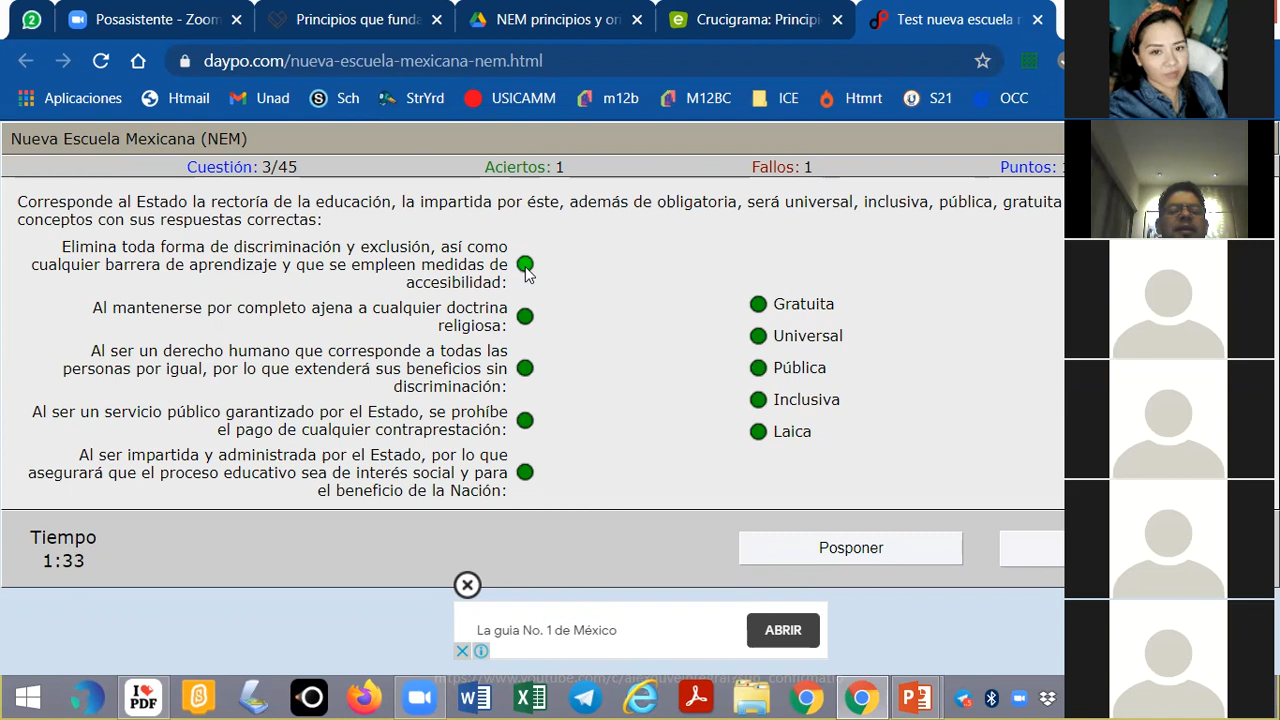 2
Posasistente - Zoom
Principios que funda
NEM principios y or
Crucigrama: Principi
Test nueva escuela
daypo.com/nueva-escuela-mexicana-nem.html
Aplicaciones
Htmail
Unad
Sch
StrYrd
USICAMM
m12b
M12BC
ICE
Htmrt
S21
OCC
Nueva Escuela Mexicana (NEM)
Cuestión: 3/45
Aciertos: 1
Fallos: 1
Puntos:
Corresponde al Estado la rectoría de la educación, la impartida por éste, además de obligatoria, será universal, inclusiva, pública, gratuita
conceptos con sus respuestas correctas:
Elimina toda forma de discriminación y exclusión, así como
cualquier barrera de aprendizaje y que se empleen medidas de
accesibilidad:
Al mantenerse por completo ajena a cualquier doctrina
religiosa:
Al ser un derecho humano que corresponde a todas las
personas por igual, por lo que extenderá sus beneficios sin
discriminación:
Al ser un servicio público garantizado por el Estado, se prohíbe
el pago de cualquier contraprestación:
Al ser impartida y administrada por el Estado, por lo que
asegurará que el proceso educativo sea de interés social y para
el beneficio de la Nación:
Gratuita
Universal
Pública
Inclusiva
Laica
Tiempo
1:33
Posponer
La guia No. 1 de México
ABRIR
I
PDF